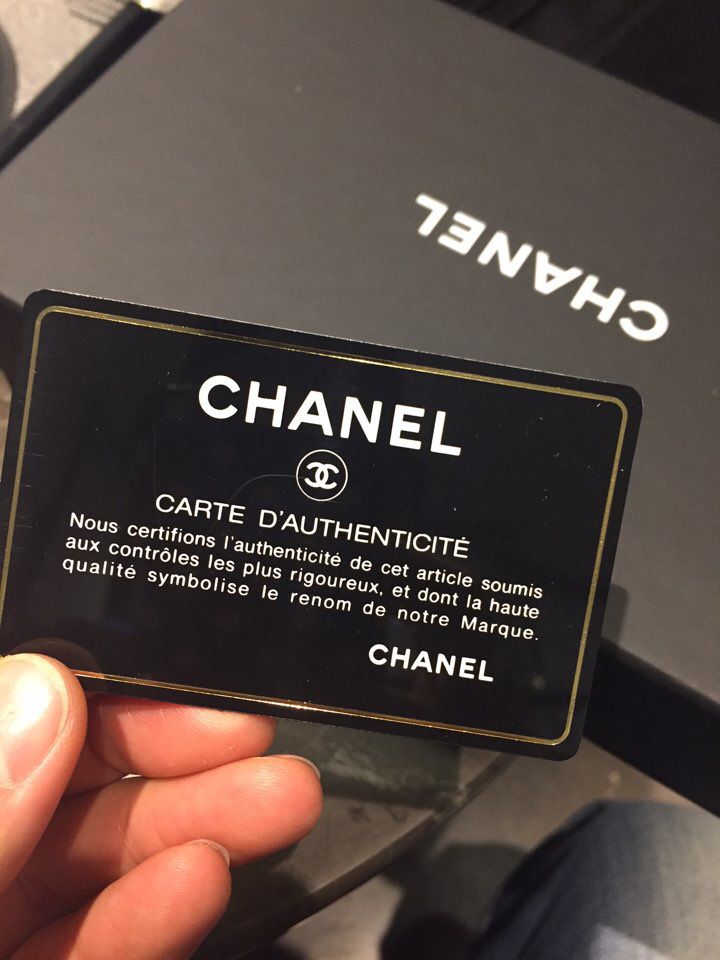 CHANEL
CHANEL
CARTE D'AUTHENTICITÉ
Nous certifions l'authenticité de cet article soumis
aux contrôles les plus rigoureux, et dont la haute
qualité symbolise le renom de notre Marque.
CHANEL